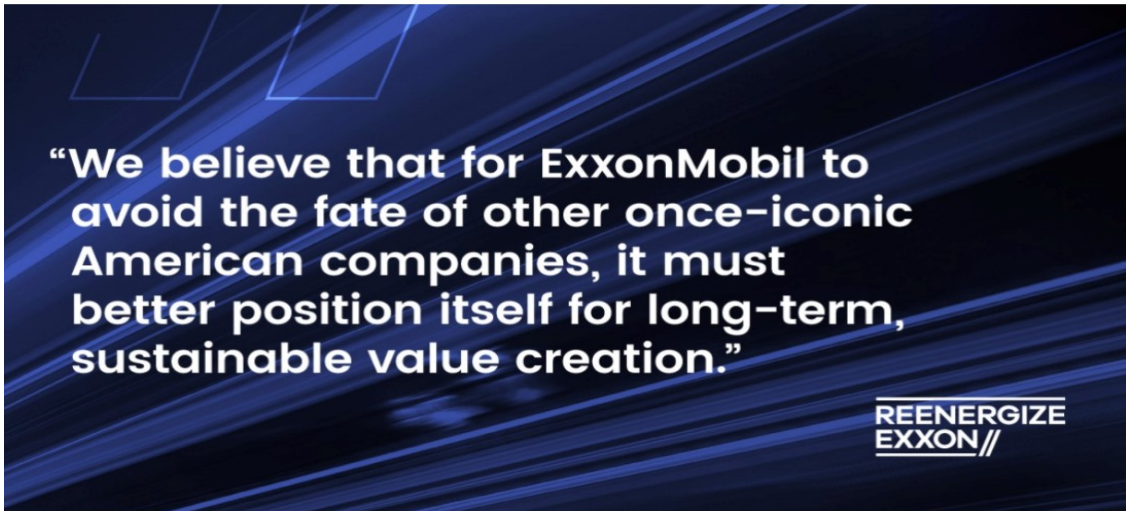 “We believe that for ExxonMobil to
avoid the fate of other once-iconic
American companies, it must
better position itself for long-term,
sustainable value creation.”
REENERGIZE
EXXON//